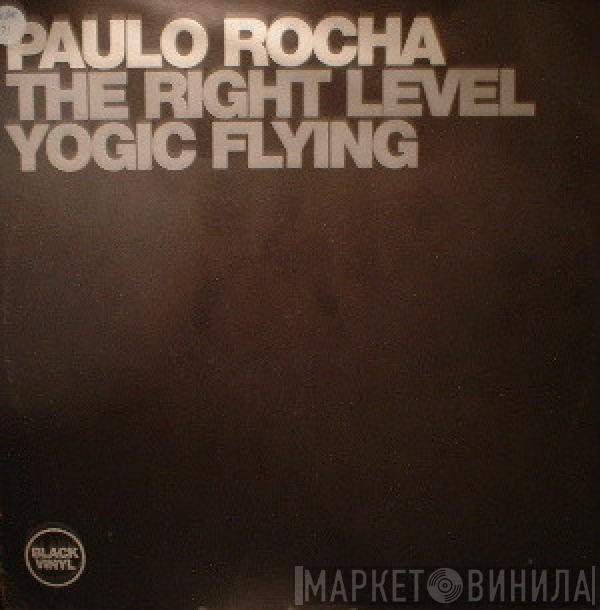 PAULO ROCHA
THE RIGHT LEVEL
YOGIC FLYING
BLACK
VINYL
МАРКЕТ ВИНИЛА